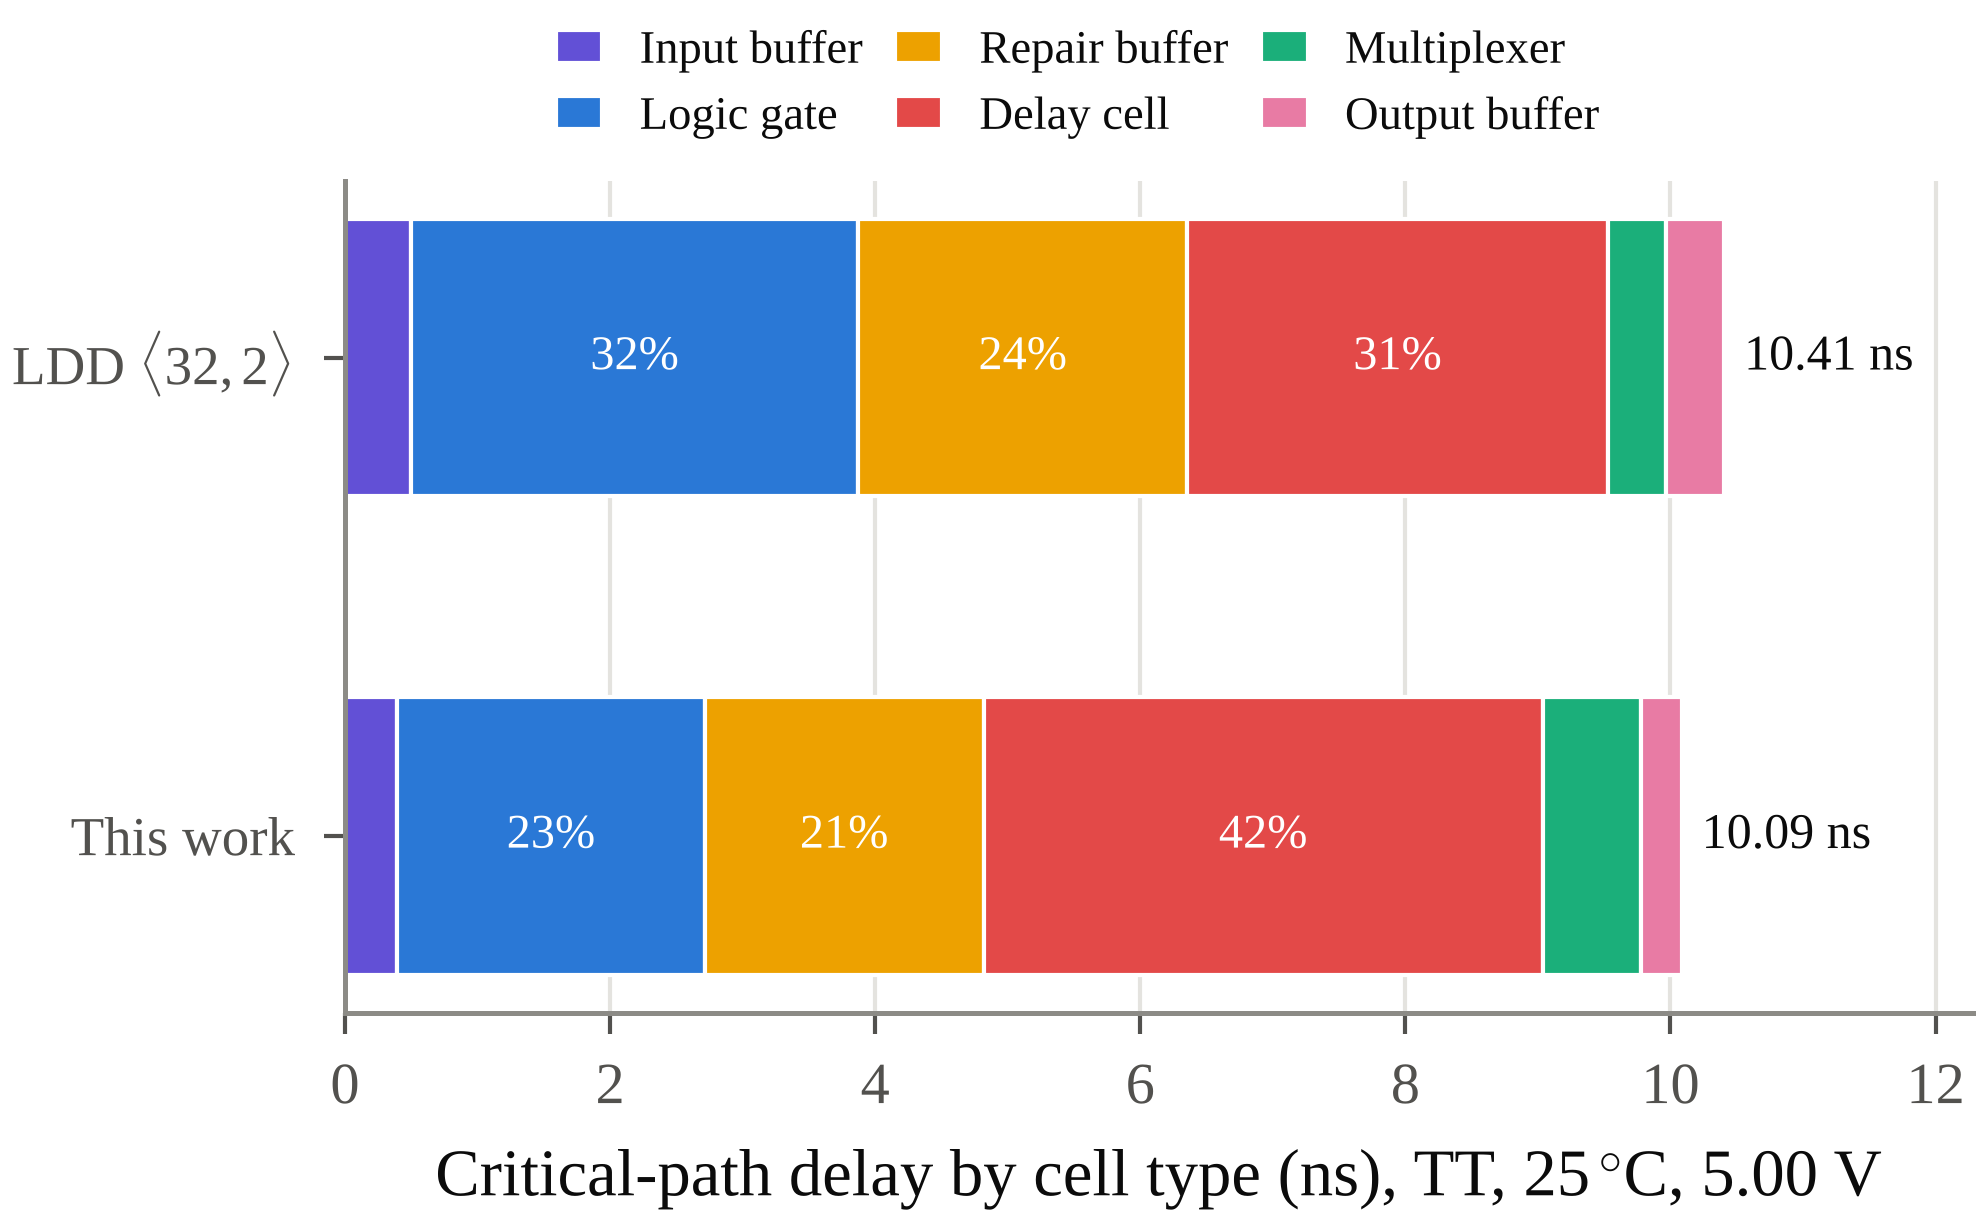 Input buffer Repair buffer Multiplexer
Logic gate Delay cell Output buffer
LDD ⟨32, 2⟩ 32% 24% 31% 10.41 ns
This work 23% 21% 42% 10.09 ns
0 2 4 6 8 10 12
Critical-path delay by cell type (ns), TT, 25 °C, 5.00 V